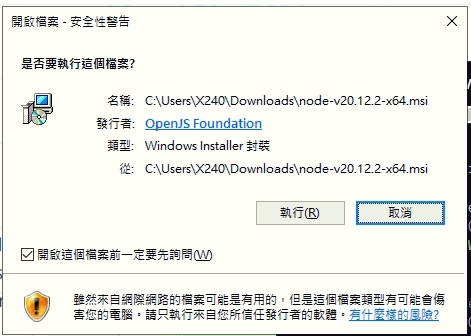 開啟檔案 - 安全性警告
是否要執行這個檔案?
名稱: C:\Users\X240\Downloads\node-v20.12.2-x64.msi
發行者: OpenJS Foundation
類型: Windows Installer 封裝
從: C:\Users\X240\Downloads\node-v20.12.2-x64.msi
執行(R) 取消
開啟這個檔案前一定要先詢問(W)
雖然來自網際網路的檔案可能是有用的，但是這個檔案類型有可能會傷
害您的電腦。請只執行來自您所信任發行者的軟體。有什麼樣的風險?